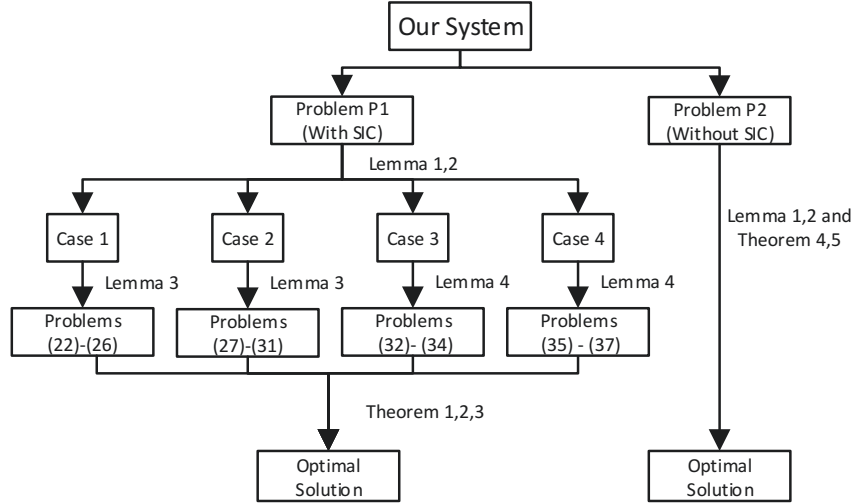 Our System
Problem P1
(With SIC)
Problem P2
(Without SIC)
Lemma 1,2
Case 1
Case 2
Case 3
Case 4
Lemma 1,2 and
Theorem 4,5
Lemma 3
Lemma 3
Lemma 4
Lemma 4
Problems
(22)-(26)
Problems
(27)-(31)
Problems
(32)- (34)
Problems
(35) - (37)
Theorem 1,2,3
Optimal
Solution
Optimal
Solution